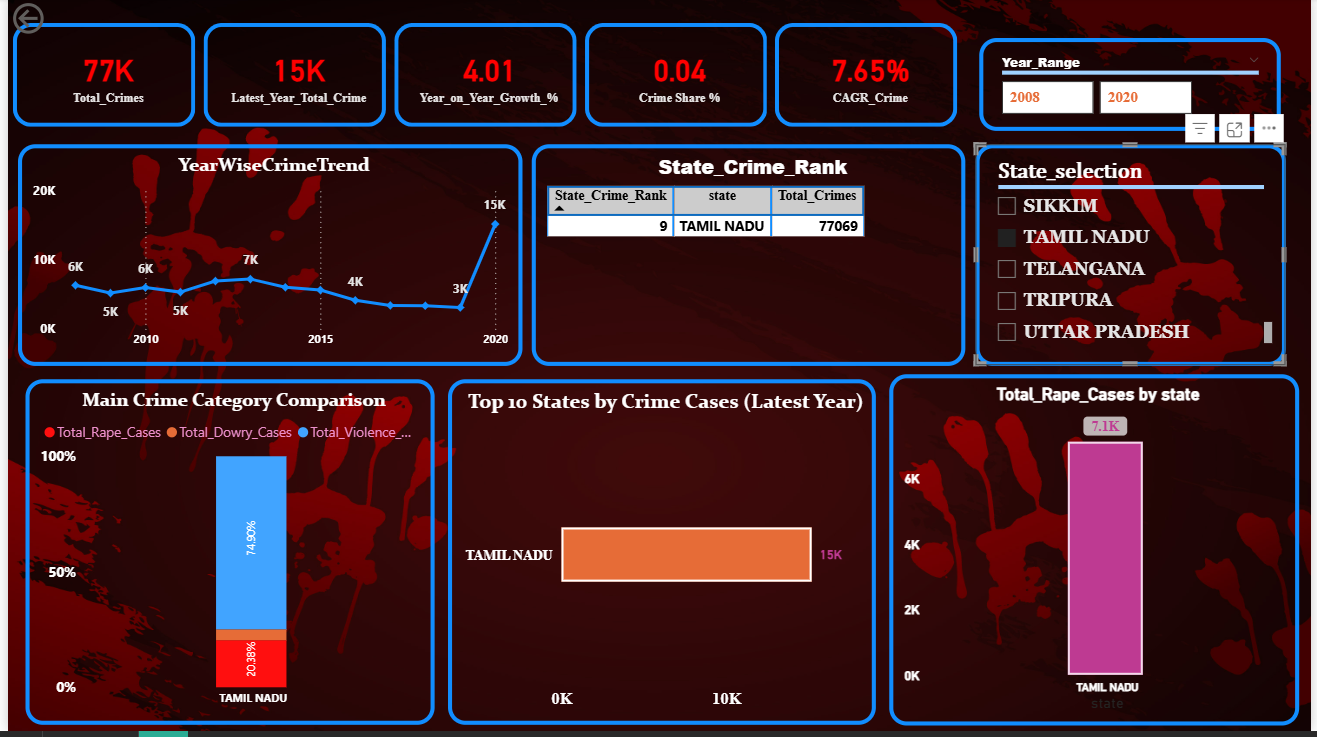 77K
Total_Crimes
15K
Latest_Year_Total_Crime
4.01
Year_on_Year_Growth_%
0.04
Crime Share %
7.65%
CAGR_Crime
Year_Range
2008 2020
YearWiseCrimeTrend
20K
10K
0K
6K
5K
6K
5K
7K
4K
3K
15K
2010 2015 2020
State_Crime_Rank
State_Crime_Rank state Total_Crimes
9 TAMIL NADU 77069
State_selection
SIKKIM
TAMIL NADU
TELANGANA
TRIPURA
UTTAR PRADESH
Main Crime Category Comparison
Total_Rape_Cases Total_Dowry_Cases Total_Violence_...
100%
50%
0%
74.90%
20.38%
TAMIL NADU
Top 10 States by Crime Cases (Latest Year)
TAMIL NADU 15K
0K 10K
Total_Rape_Cases by state
7.1K
6K
4K
2K
0K
TAMIL NADU
state